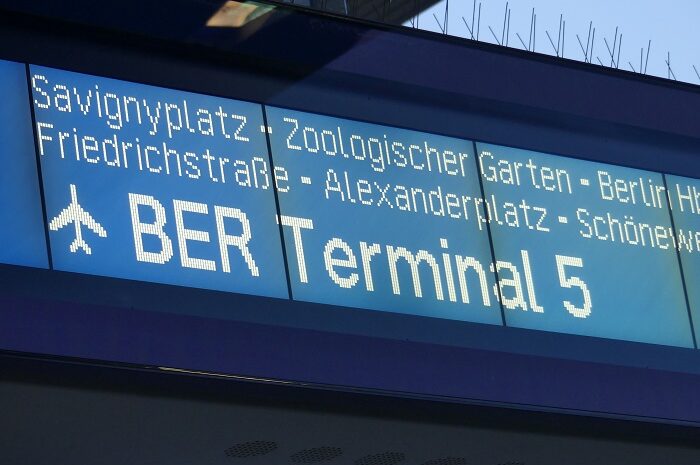 Savignyplatz - Zoologischer Garten - Berlin
Friedrichstraße - Alexanderplatz -
BER Terminal 5